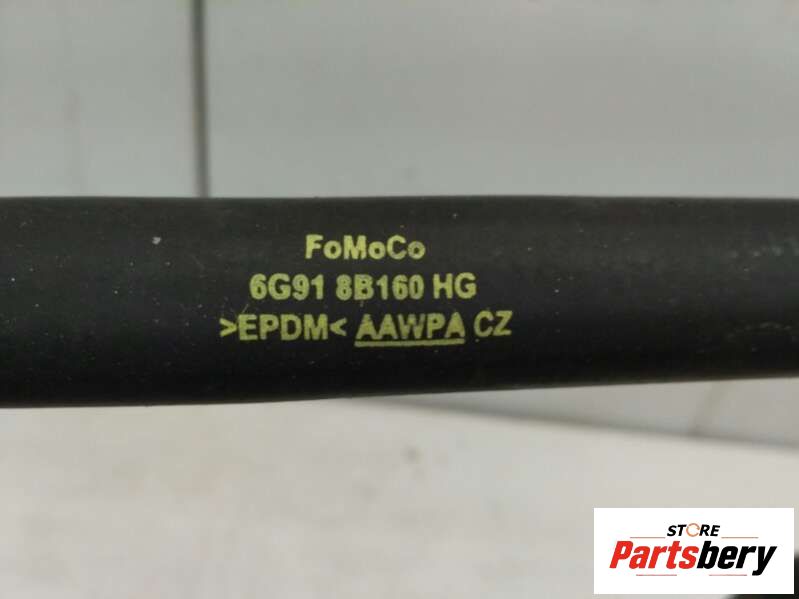 FoMoCo
6G91 8B160 HG
>EPDM< AAWPA CZ
STORE
Partsbery